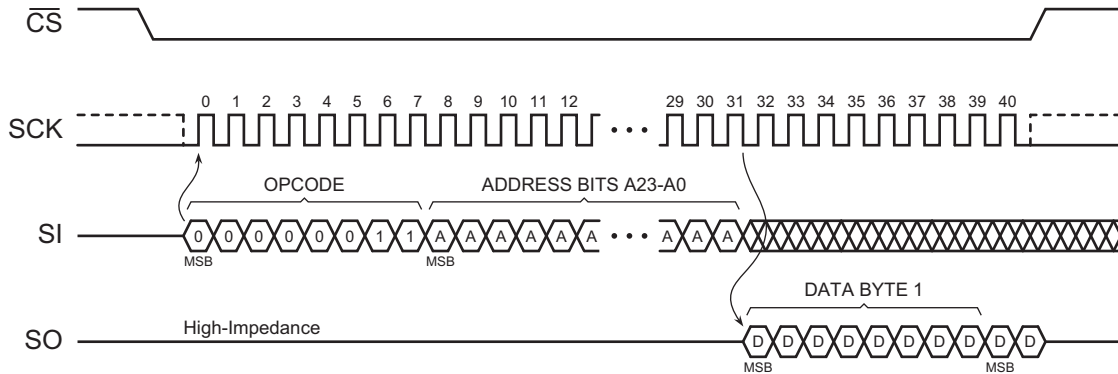 CS
0 1 2 3 4 5 6 7 8 9 10 11 12 29 30 31 32 33 34 35 36 37 38 39 40
SCK
OPCODE ADDRESS BITS A23-A0
SI 0 0 0 0 0 0 1 1 A A A A A A A A A
MSB MSB
DATA BYTE 1
High-Impedance
SO D D D D D D D D D D
MSB MSB